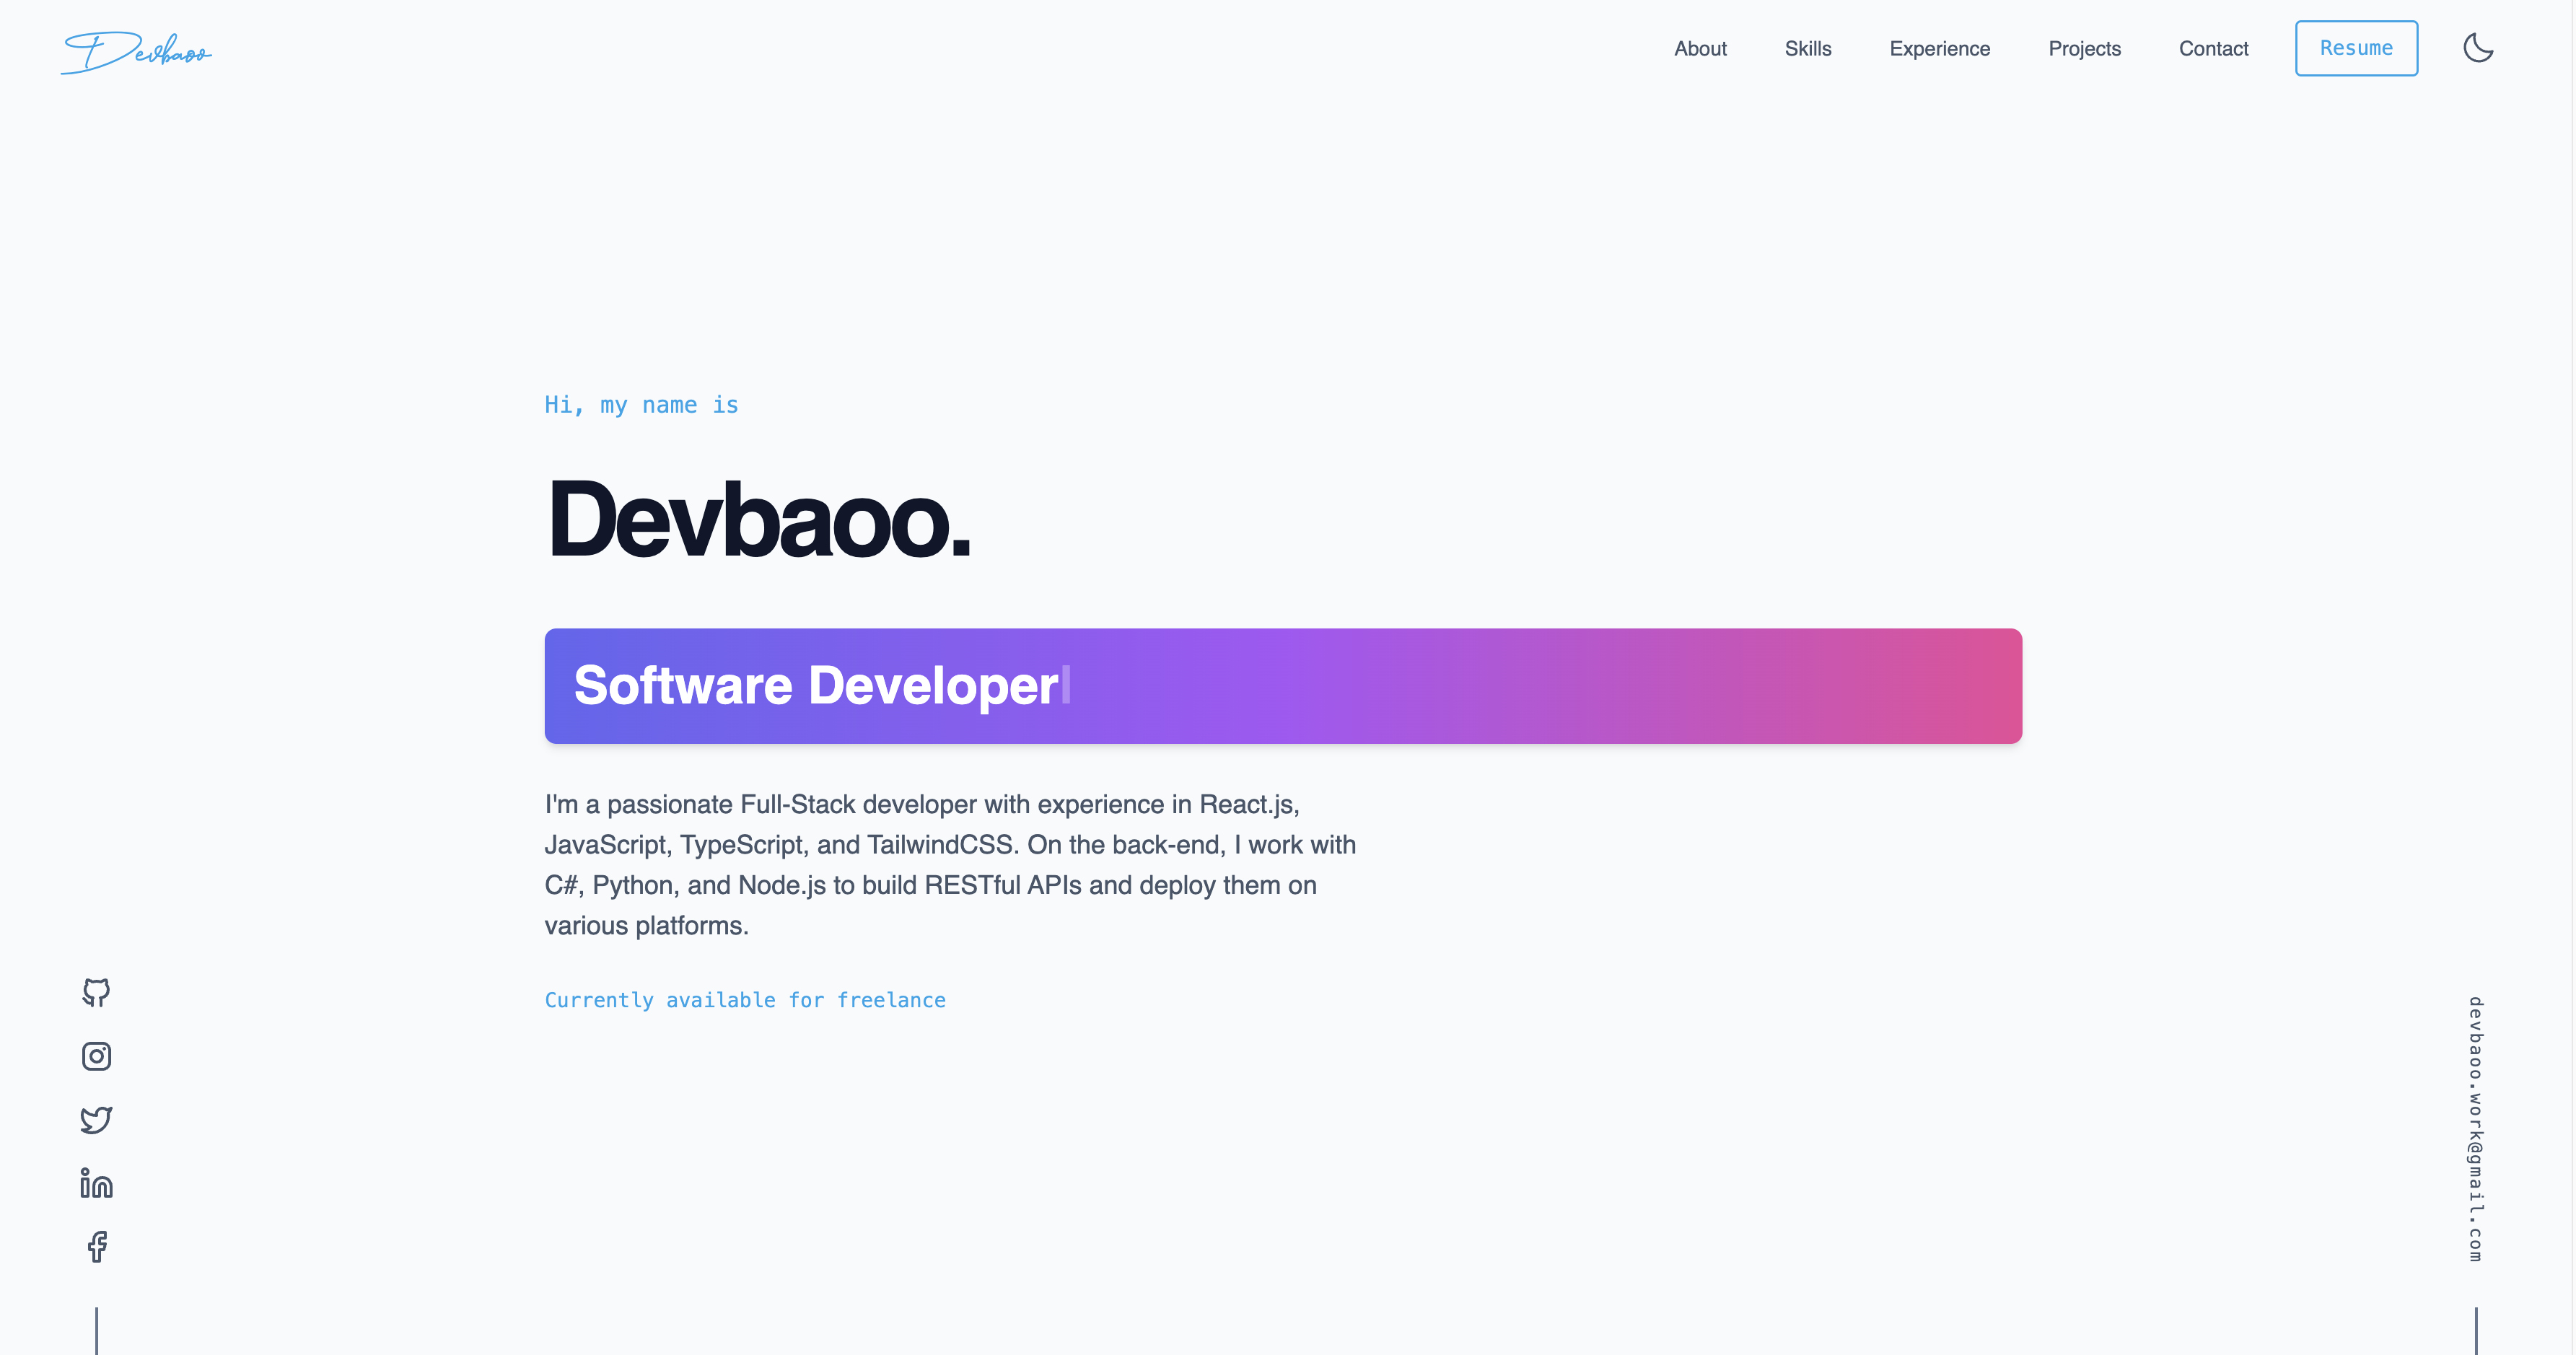 Devbaoo
About
Skills
Experience
Projects
Contact
Resume
Hi, my name is
Devbaoo.
Software Developer
I'm a passionate Full-Stack developer with experience in React.js,
JavaScript, TypeScript, and TailwindCSS. On the back-end, I work with
C#, Python, and Node.js to build RESTful APIs and deploy them on
various platforms.
Currently available for freelance
devbaoo.work@gmail.com